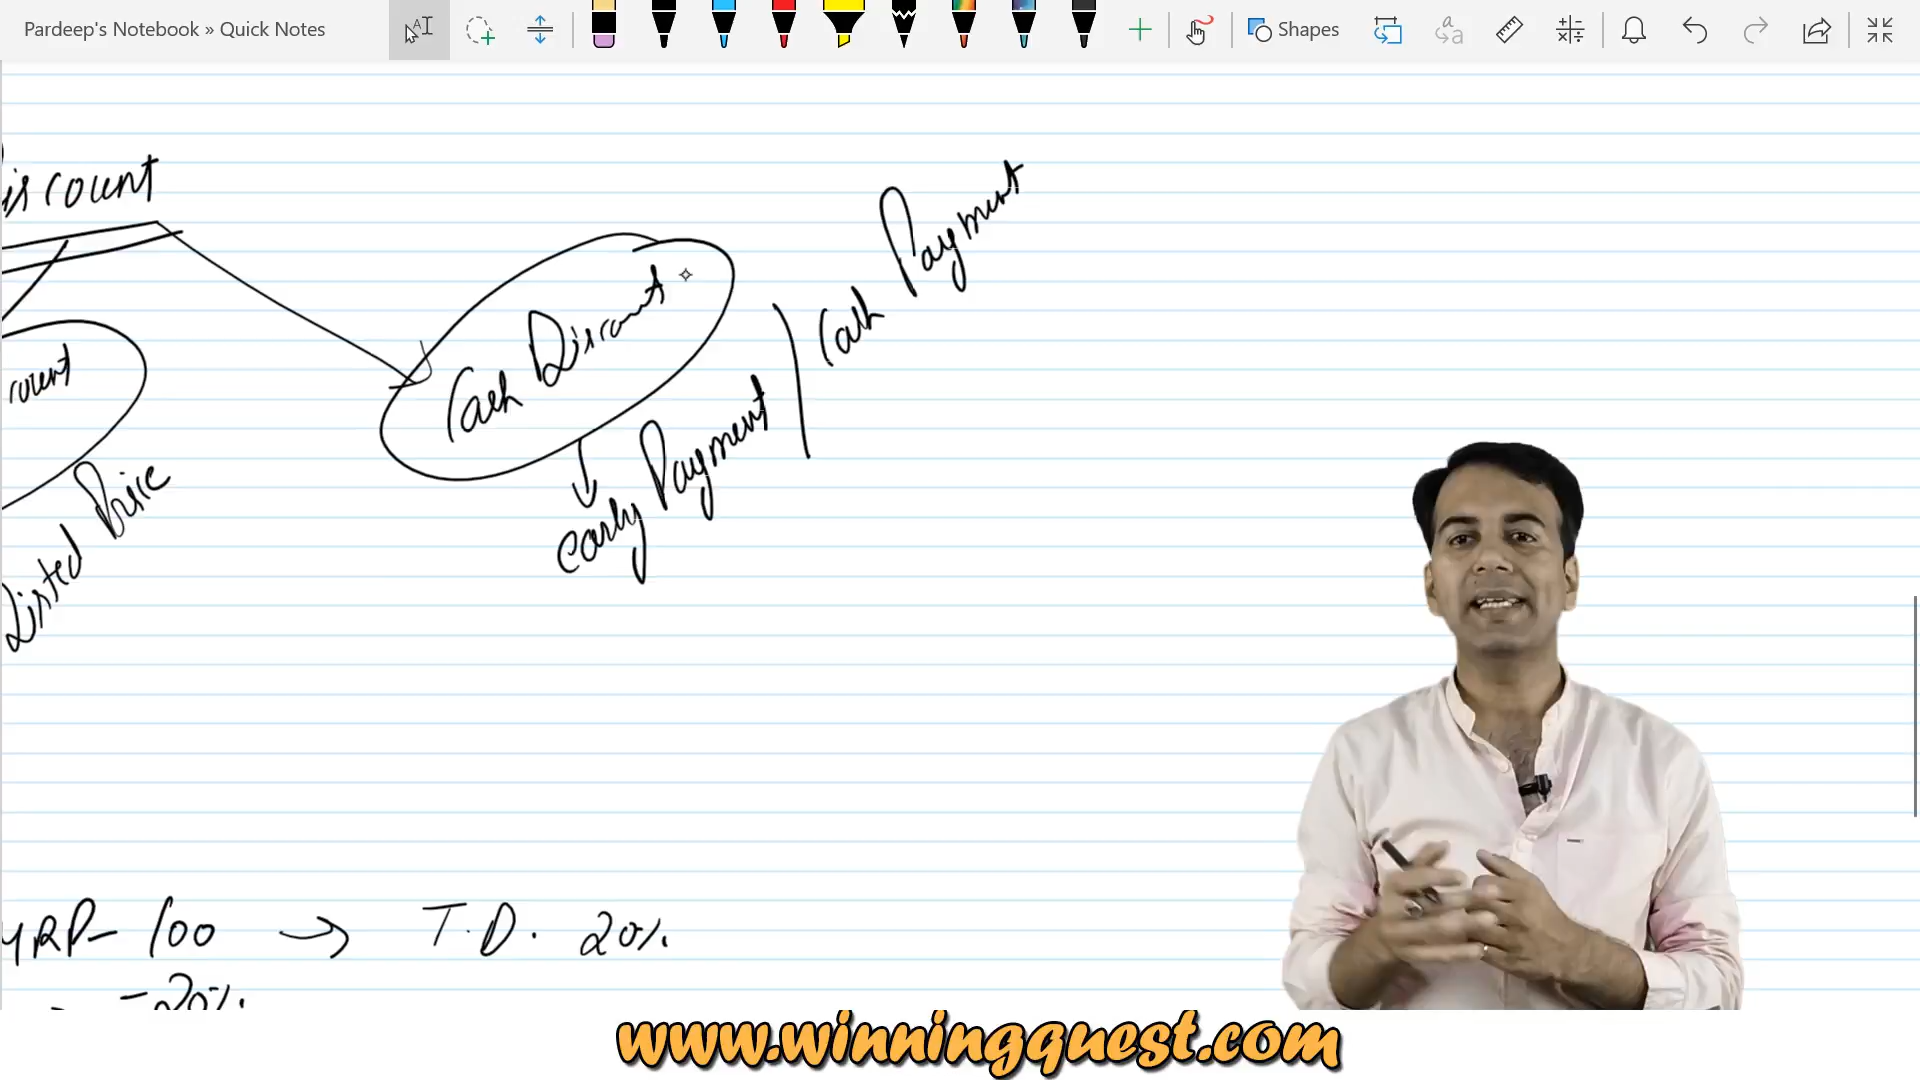 Pardeep's Notebook » Quick Notes
Shapes
iscount
Cash Discount
count
Listed Price
early Payment / Cash Payment
MRP- 100 → T.D. 20%
-20%
www.winningquest.com